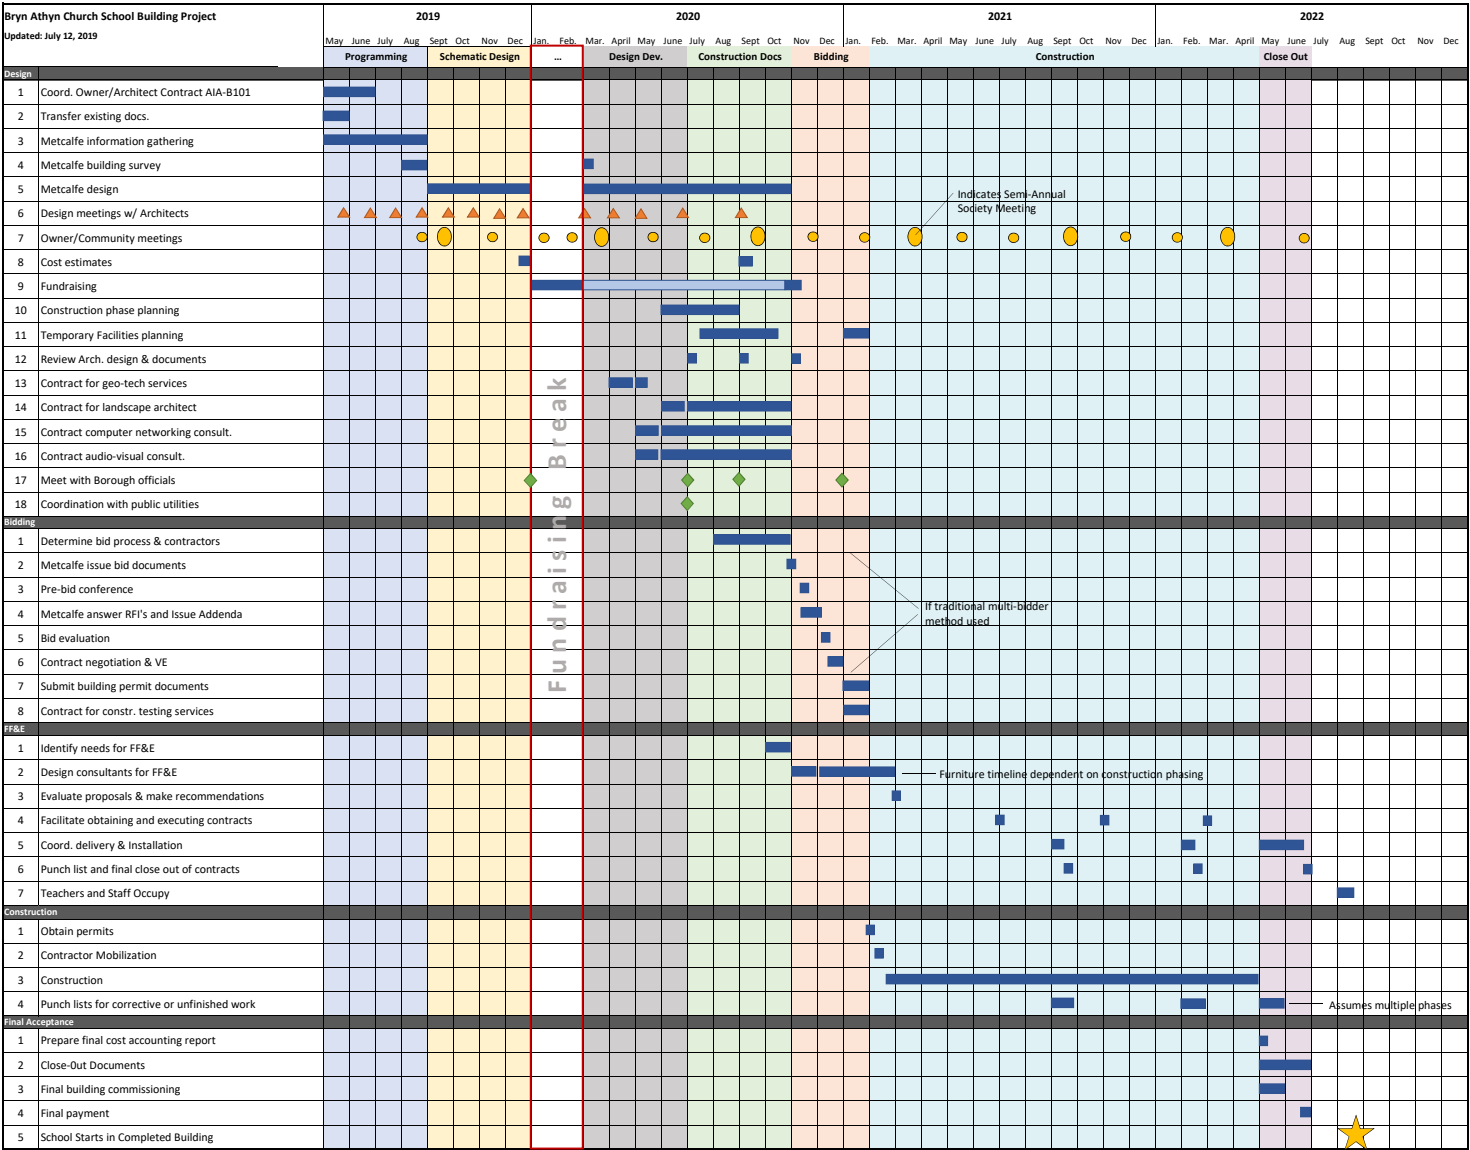 Bryn Athyn Church School Building Project
Updated: July 12, 2019
2019 2020 2021 2022
May June July Aug Sept Oct Nov Dec Jan. Feb. Mar. April May June July Aug Sept Oct Nov Dec Jan. Feb. Mar. April May June July Aug Sept Oct Nov Dec Jan. Feb. Mar. April May June July Aug Sept Oct Nov Dec
Programming Schematic Design ... Design Dev. Construction Docs Bidding Construction Close Out
Design
1 Coord. Owner/Architect Contract AIA-B101
2 Transfer existing docs.
3 Metcalfe information gathering
4 Metcalfe building survey
5 Metcalfe design
Indicates Semi-Annual
Society Meeting
6 Design meetings w/ Architects
7 Owner/Community meetings
8 Cost estimates
9 Fundraising
10 Construction phase planning
11 Temporary Facilities planning
12 Review Arch. design & documents
13 Contract for geo-tech services
14 Contract for landscape architect
15 Contract computer networking consult.
16 Contract audio-visual consult.
17 Meet with Borough officials
18 Coordination with public utilities
Fundraising Break
Bidding
1 Determine bid process & contractors
2 Metcalfe issue bid documents
3 Pre-bid conference
4 Metcalfe answer RFI's and Issue Addenda
If traditional multi-bidder
method used
5 Bid evaluation
6 Contract negotiation & VE
7 Submit building permit documents
8 Contract for constr. testing services
FF&E
1 Identify needs for FF&E
2 Design consultants for FF&E
Furniture timeline dependent on construction phasing
3 Evaluate proposals & make recommendations
4 Facilitate obtaining and executing contracts
5 Coord. delivery & Installation
6 Punch list and final close out of contracts
7 Teachers and Staff Occupy
Construction
1 Obtain permits
2 Contractor Mobilization
3 Construction
4 Punch lists for corrective or unfinished work
Assumes multiple phases
Final Acceptance
1 Prepare final cost accounting report
2 Close-0ut Documents
3 Final building commissioning
4 Final payment
5 School Starts in Completed Building